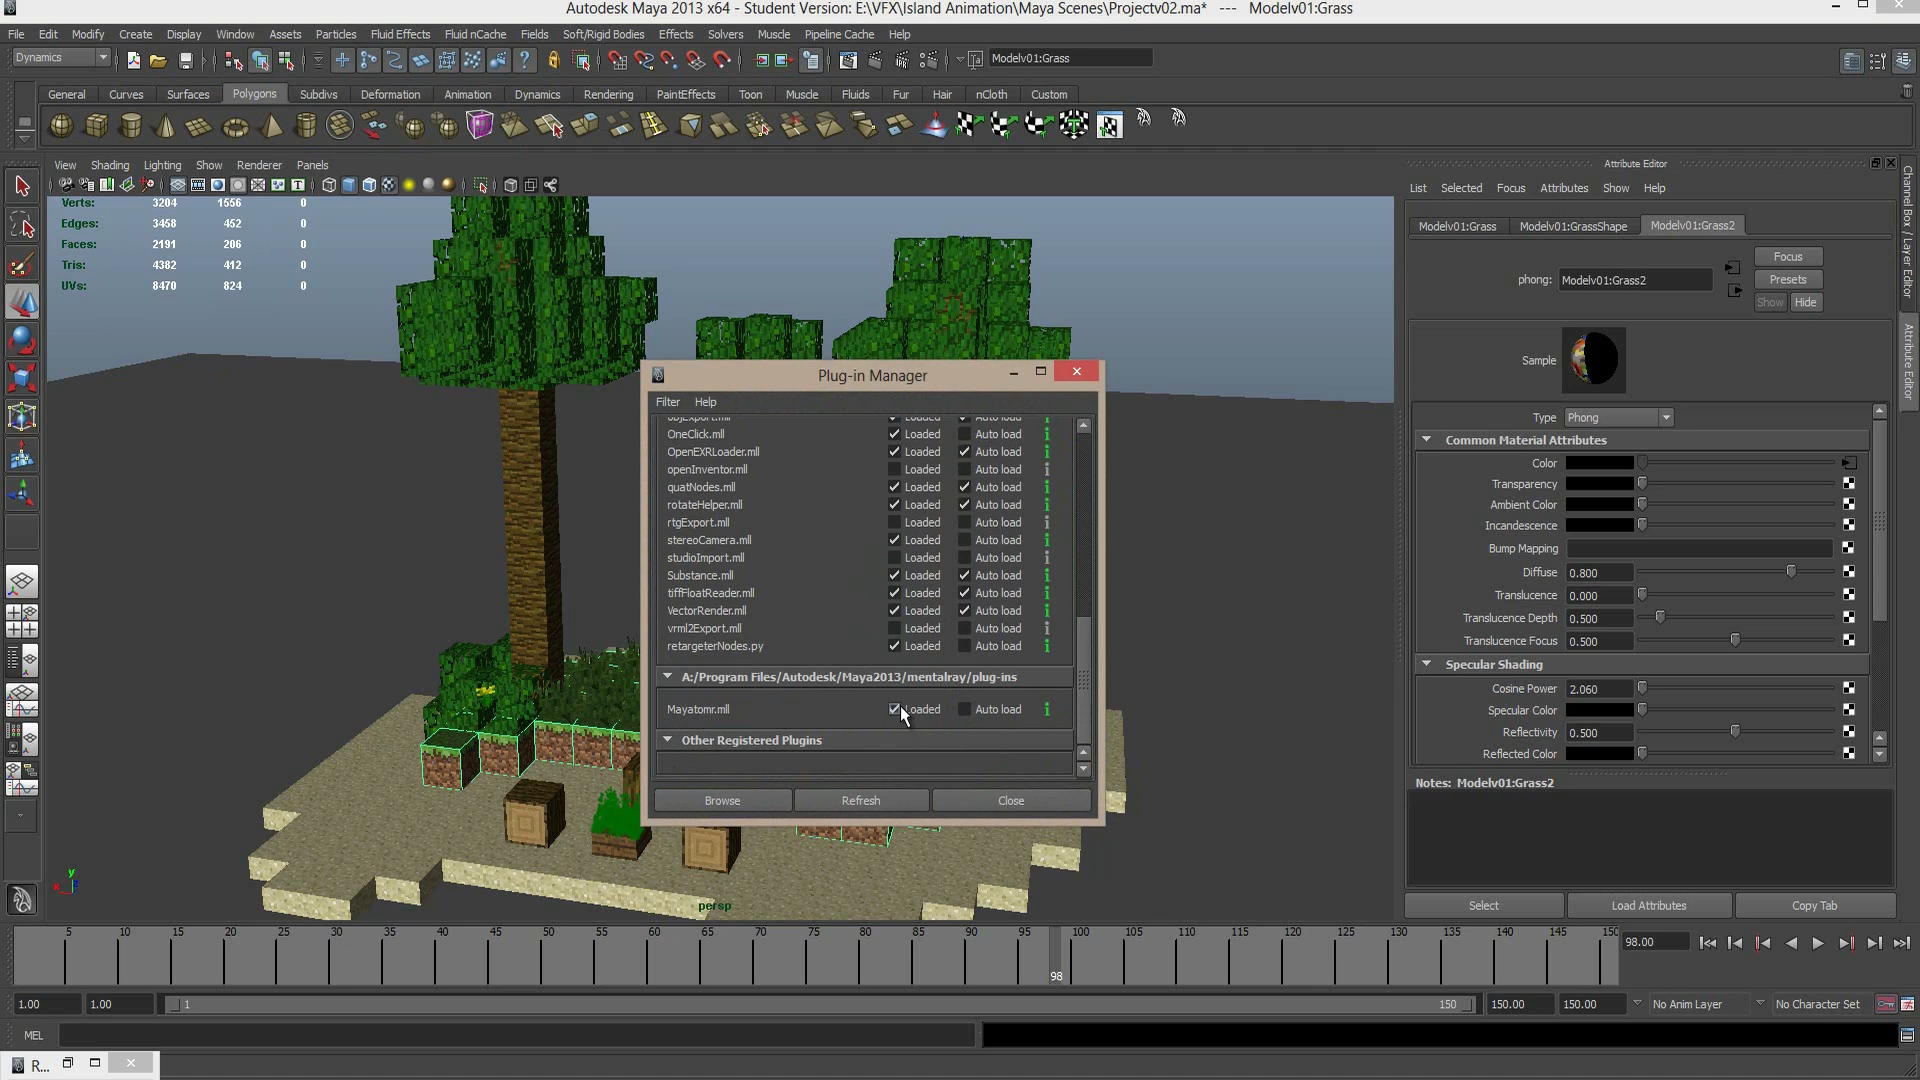 Autodesk Maya 2013 x64 - Student Version: E:\VFX\Island Animation\Maya Scenes\Projectv02.ma* --- Modelv01:Grass
File Edit Modify Create Display Window Assets Particles Fluid Effects Fluid nCache Fields Soft/Rigid Bodies Effects Solvers Muscle Pipeline Cache Help
Dynamics
Modelv01:Grass
General Curves Surfaces Polygons Subdivs Deformation Animation Dynamics Rendering PaintEffects Toon Muscle Fluids Fur Hair nCloth Custom
View Shading Lighting Show Renderer Panels
Verts: 3204 1556 0
Edges: 3458 452 0
Faces: 2191 206 0
Tris: 4382 412 0
UVs: 8470 824 0
persp
Plug-in Manager
Filter Help
objExport.mll Loaded Auto load
OneClick.mll Loaded Auto load
OpenEXRLoader.mll Loaded Auto load
openInventor.mll Loaded Auto load
quatNodes.mll Loaded Auto load
rotateHelper.mll Loaded Auto load
rtgExport.mll Loaded Auto load
stereoCamera.mll Loaded Auto load
studioImport.mll Loaded Auto load
Substance.mll Loaded Auto load
tiffFloatReader.mll Loaded Auto load
VectorRender.mll Loaded Auto load
vrml2Export.mll Loaded Auto load
retargeterNodes.py Loaded Auto load
A:/Program Files/Autodesk/Maya2013/mentalray/plug-ins
Mayatomr.mll Loaded Auto load
Other Registered Plugins
Browse Refresh Close
Attribute Editor
List Selected Focus Attributes Show Help
Modelv01:Grass Modelv01:GrassShape Modelv01:Grass2
Focus
phong: Modelv01:Grass2
Presets
Show Hide
Sample
Type Phong
Common Material Attributes
Color
Transparency
Ambient Color
Incandescence
Bump Mapping
Diffuse 0.800
Translucence 0.000
Translucence Depth 0.500
Translucence Focus 0.500
Specular Shading
Cosine Power 2.060
Specular Color
Reflectivity 0.500
Reflected Color
Notes: Modelv01:Grass2
Select Load Attributes Copy Tab
Channel Box / Layer Editor
Attribute Editor
5 10 15 20 25 30 35 40 45 50 55 60 65 70 75 80 85 90 95 100 105 110 115 120 125 130 135 140 145 150
98
98.00
1.00 1.00 1 150 150.00 150.00 No Anim Layer No Character Set
MEL
R...